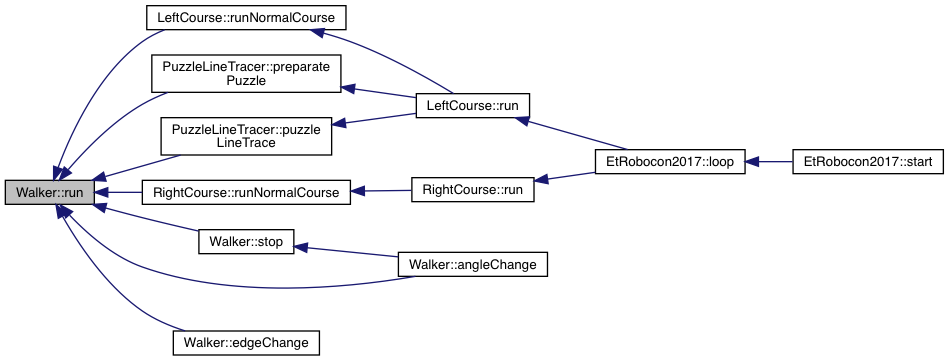 LeftCourse::runNormalCourse
PuzzleLineTracer::preparate
Puzzle
LeftCourse::run
PuzzleLineTracer::puzzle
LineTrace
EtRobocon2017::loop
EtRobocon2017::start
Walker::run
RightCourse::runNormalCourse
RightCourse::run
Walker::stop
Walker::angleChange
Walker::edgeChange